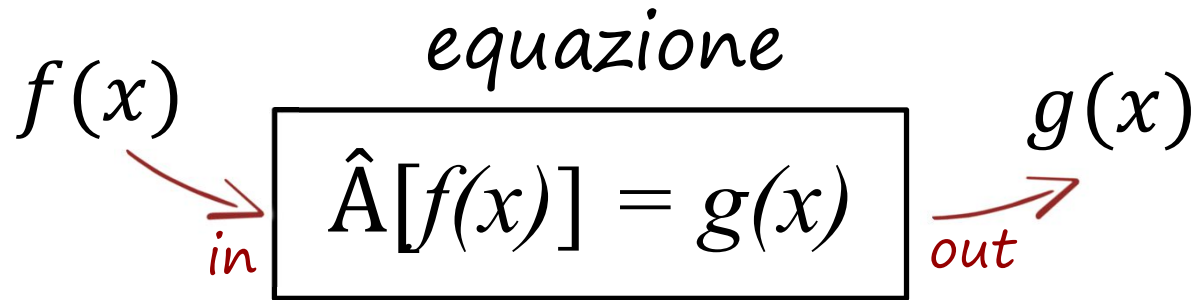 equazione
f(x)
g(x)
Â[f(x)] = g(x)
in
out